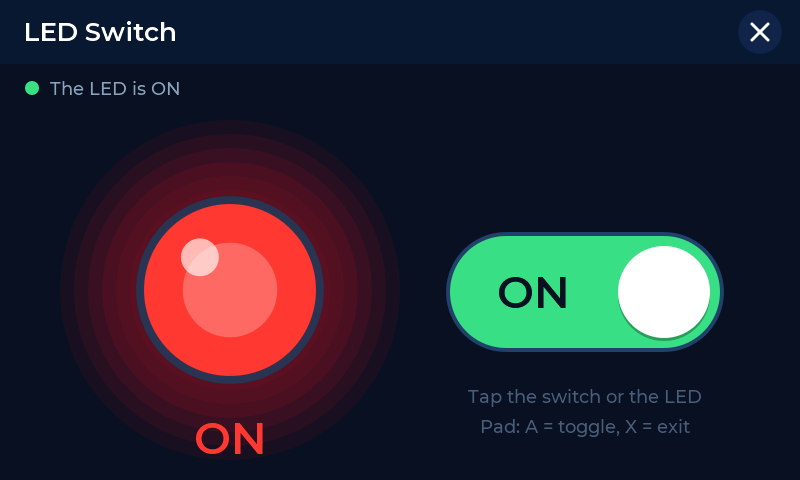 LED Switch
The LED is ON
ON
ON
Tap the switch or the LED
Pad: A = toggle, X = exit